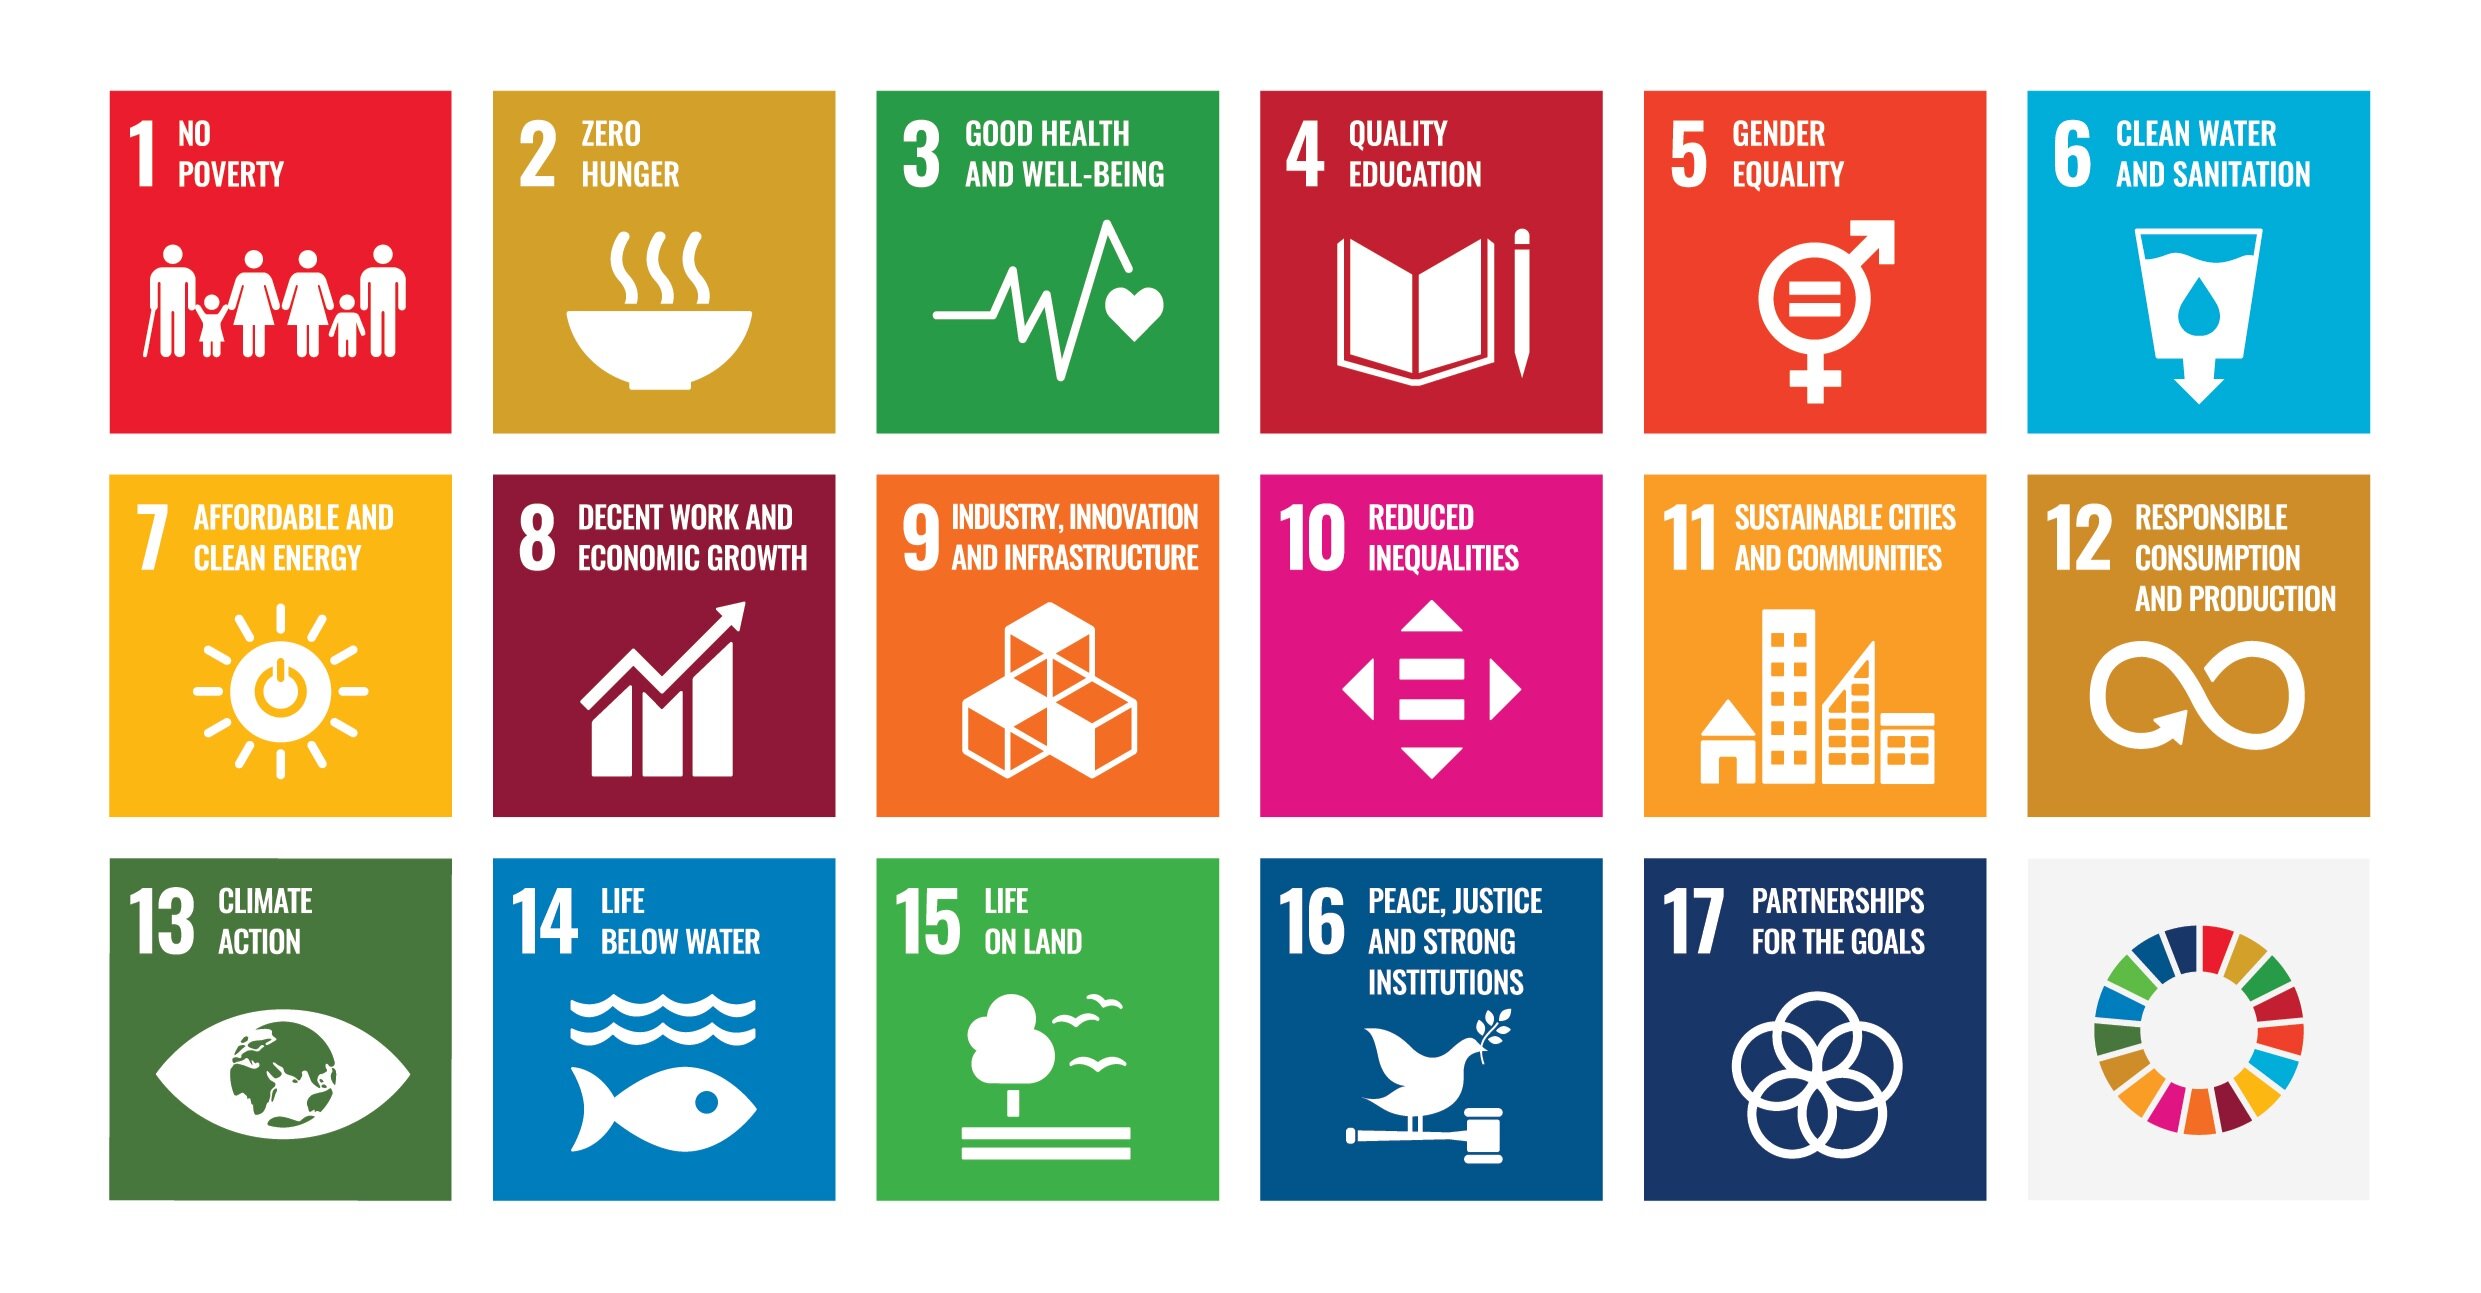 1 NO
POVERTY
2 ZERO
HUNGER
3 GOOD HEALTH
AND WELL-BEING
4 QUALITY
EDUCATION
5 GENDER
EQUALITY
6 CLEAN WATER
AND SANITATION
7 AFFORDABLE AND
CLEAN ENERGY
8 DECENT WORK AND
ECONOMIC GROWTH
9 INDUSTRY, INNOVATION
AND INFRASTRUCTURE
10 REDUCED
INEQUALITIES
11 SUSTAINABLE CITIES
AND COMMUNITIES
12 RESPONSIBLE
CONSUMPTION
AND PRODUCTION
13 CLIMATE
ACTION
14 LIFE
BELOW WATER
15 LIFE
ON LAND
16 PEACE, JUSTICE
AND STRONG
INSTITUTIONS
17 PARTNERSHIPS
FOR THE GOALS